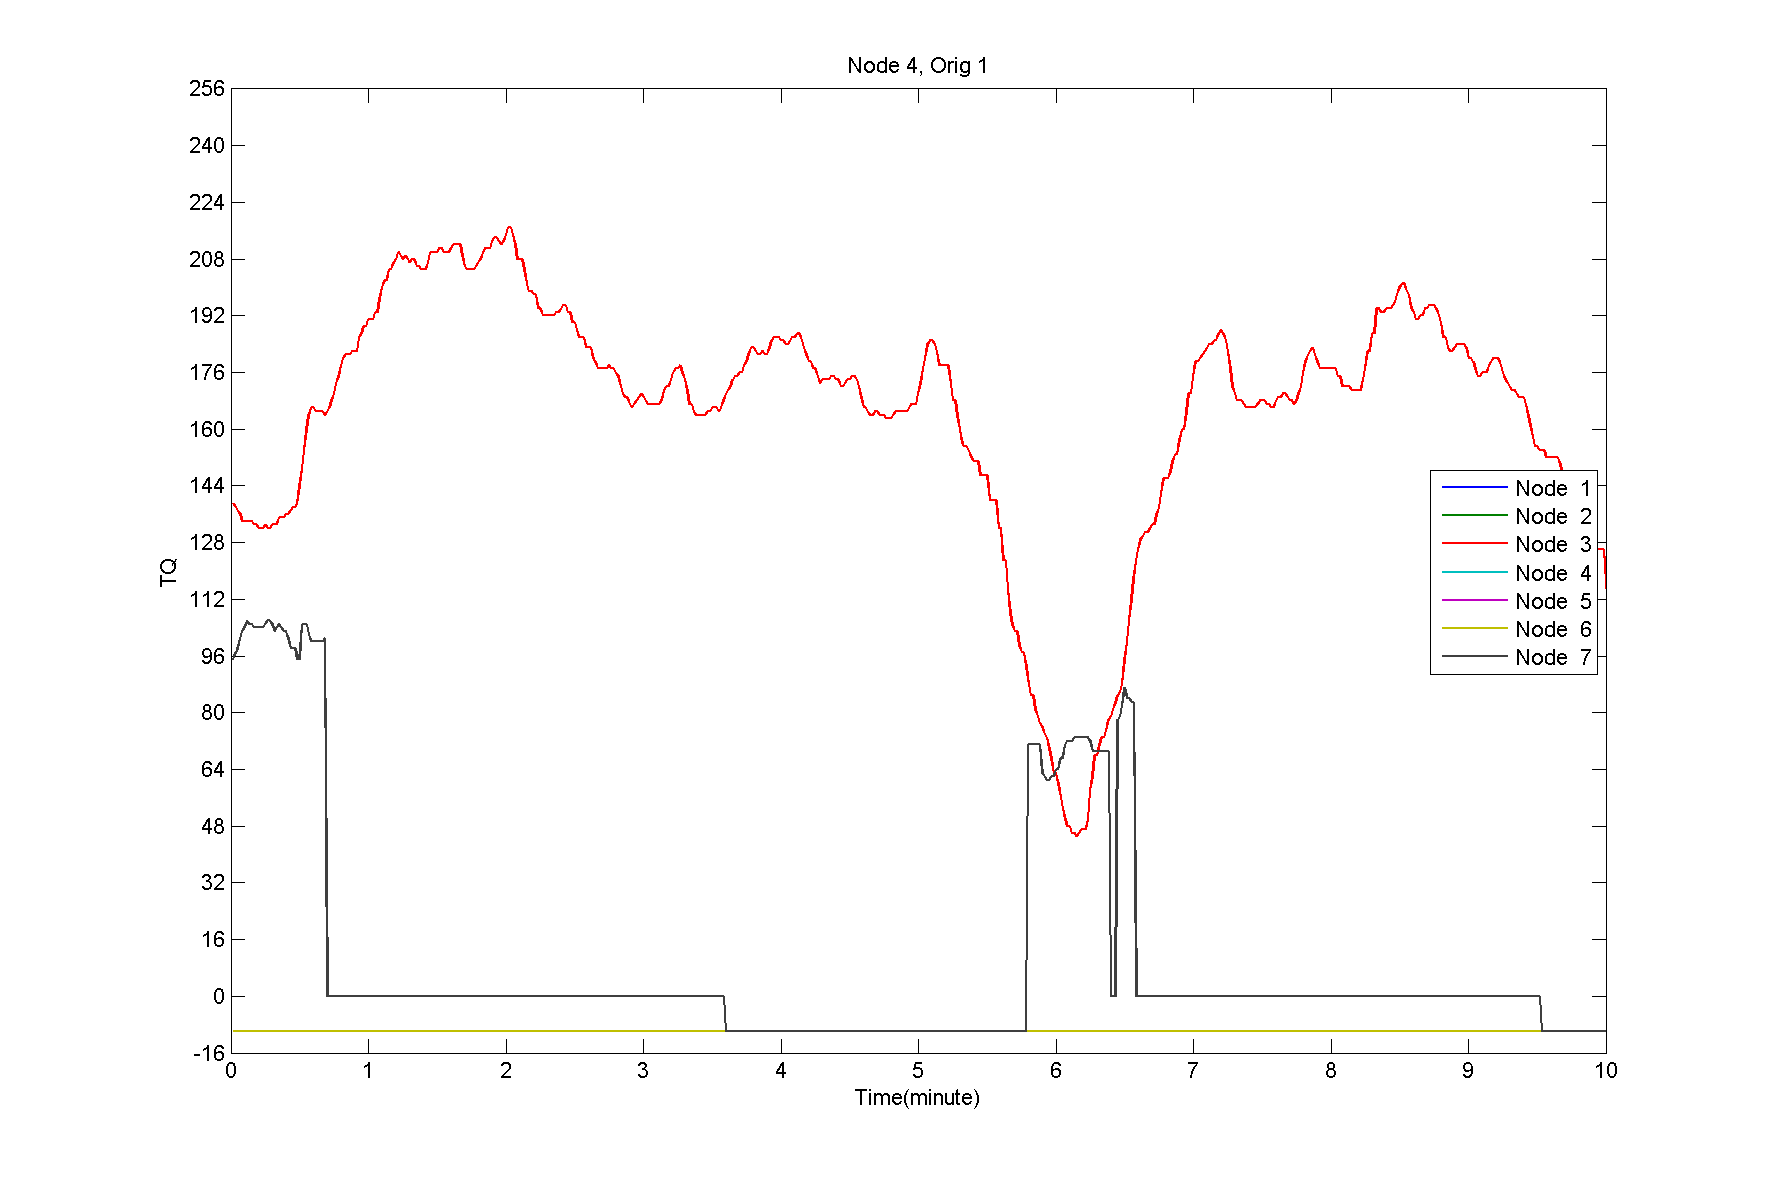 Node 4, Orig 1
256
240
224
208
192
176
160
144
128
112
96
80
64
48
32
16
0
-16
TQ
Node 1
Node 2
Node 3
Node 4
Node 5
Node 6
Node 7
0 1 2 3 4 5 6 7 8 9 10
Time(minute)